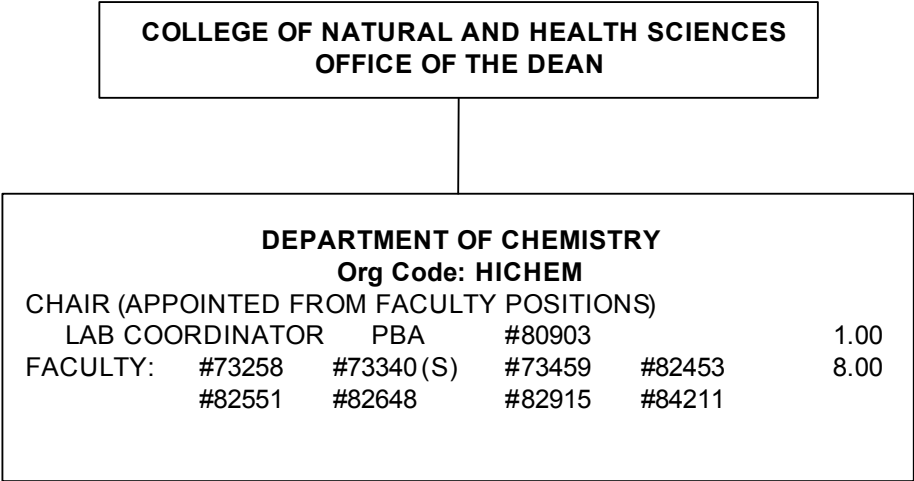 COLLEGE OF NATURAL AND HEALTH SCIENCES
OFFICE OF THE DEAN
DEPARTMENT OF CHEMISTRY
Org Code: HICHEM
CHAIR (APPOINTED FROM FACULTY POSITIONS)
LAB COORDINATOR PBA #80903 1.00
FACULTY: #73258 #73340 (S) #73459 #82453 8.00
#82551 #82648 #82915 #84211